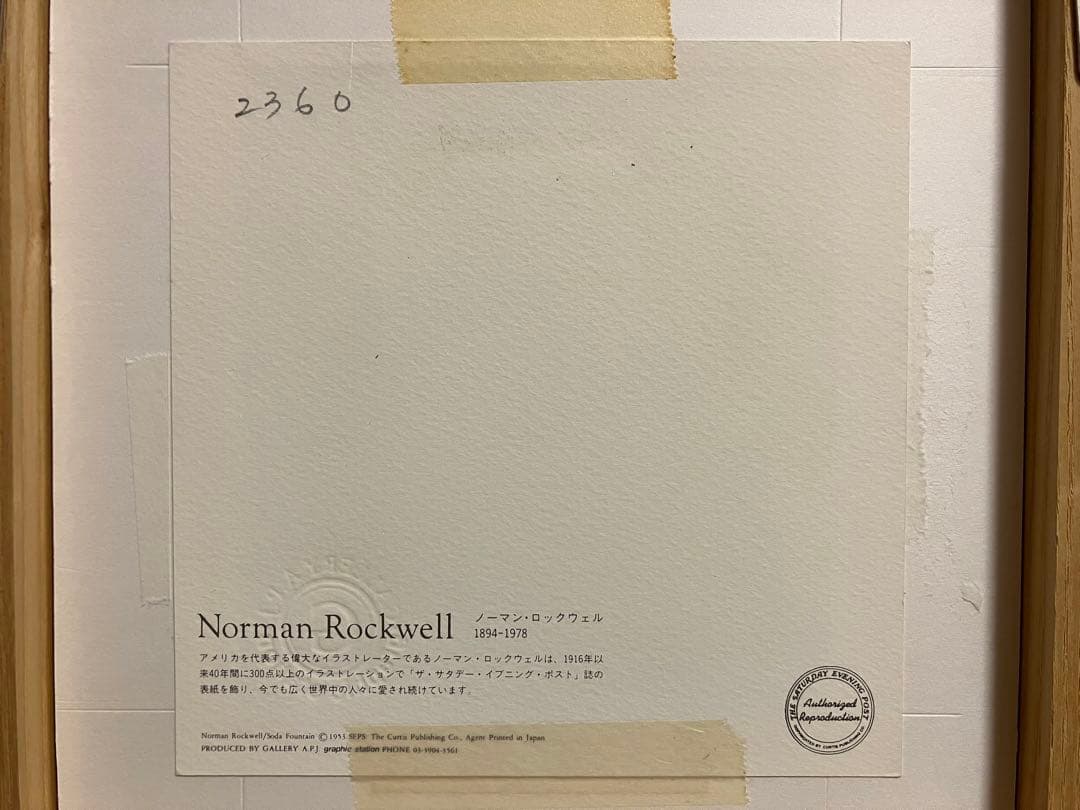 2360
Norman Rockwell
ノーマン・ロックウェル
1894–1978
アメリカを代表する偉大なイラストレーターであるノーマン・ロックウェルは、1916年以
来40年間に300点以上のイラストレーションで「ザ・サタデー・イブニング・ポスト」誌の
表紙を飾り、今でも広く世界中の人々に愛され続けています。
Norman Rockwell/Soda Fountain ©1953 SEPS: The Curtis Publishing Co., Agent Printed in Japan
PRODUCED BY GALLERY A.P.J. graphic station PHONE 03-3904-3561
THE SATURDAY EVENING POST
Authorized
Reproduction
CURTIS PUBLISHING CO.